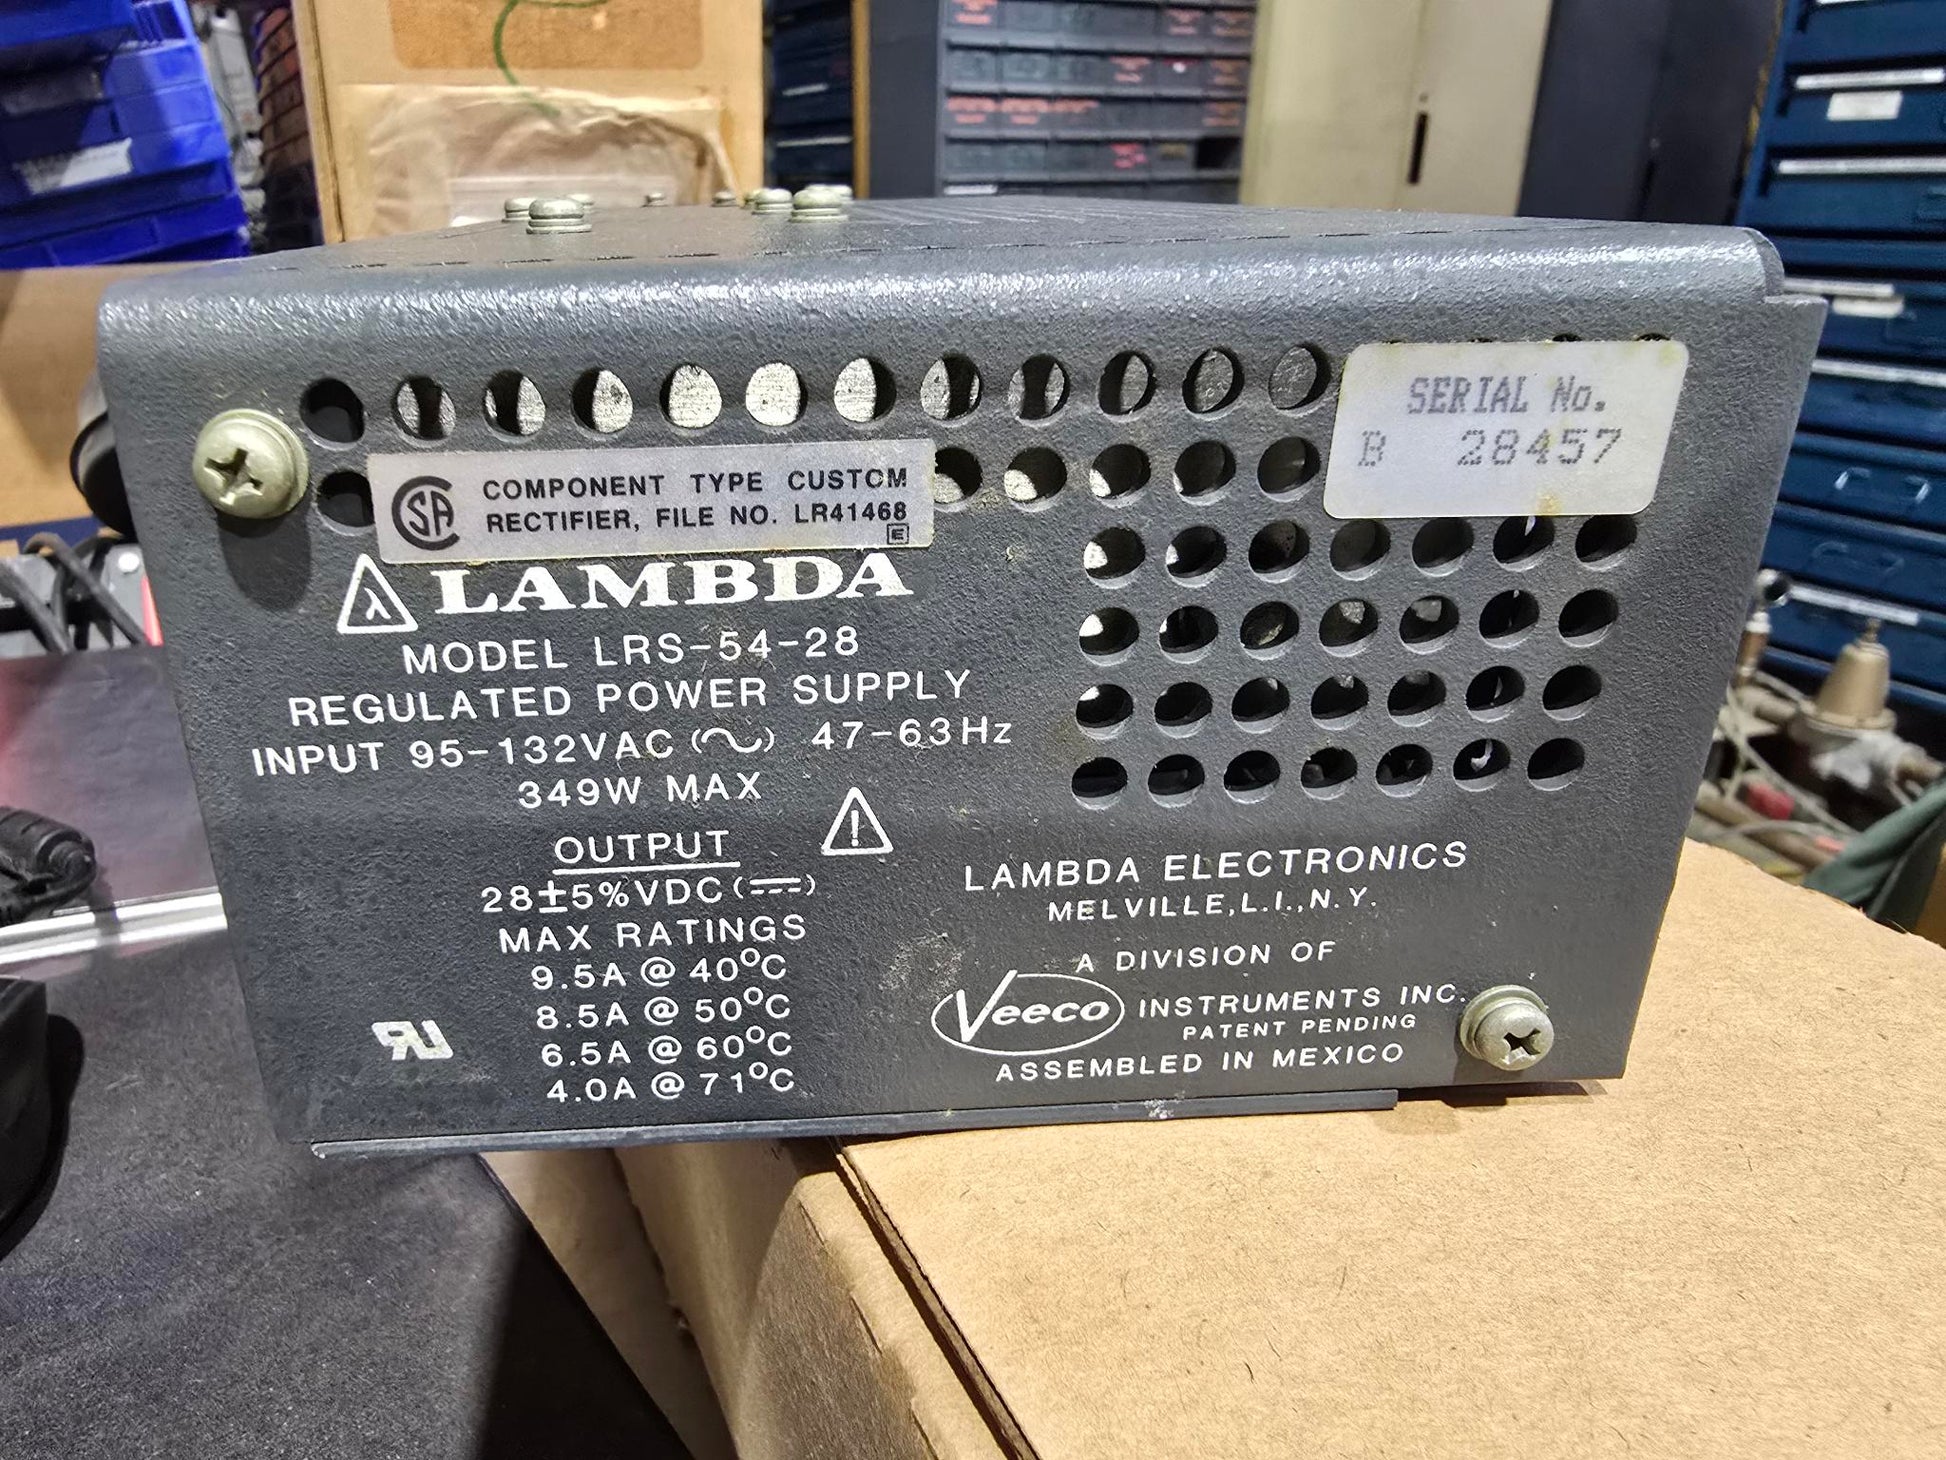 SERIAL No.
B 28457
CSA
COMPONENT TYPE CUSTOM
RECTIFIER, FILE NO. LR41468
E
λ LAMBDA
MODEL LRS-54-28
REGULATED POWER SUPPLY
INPUT 95-132VAC (∿) 47-63Hz
349W MAX
OUTPUT
28±5%VDC (⎓)
MAX RATINGS
9.5A @ 40°C
8.5A @ 50°C
6.5A @ 60°C
4.0A @ 71°C
!
RU
LAMBDA ELECTRONICS
MELVILLE, L.I., N.Y.
A DIVISION OF
Veeco INSTRUMENTS INC.
PATENT PENDING
ASSEMBLED IN MEXICO